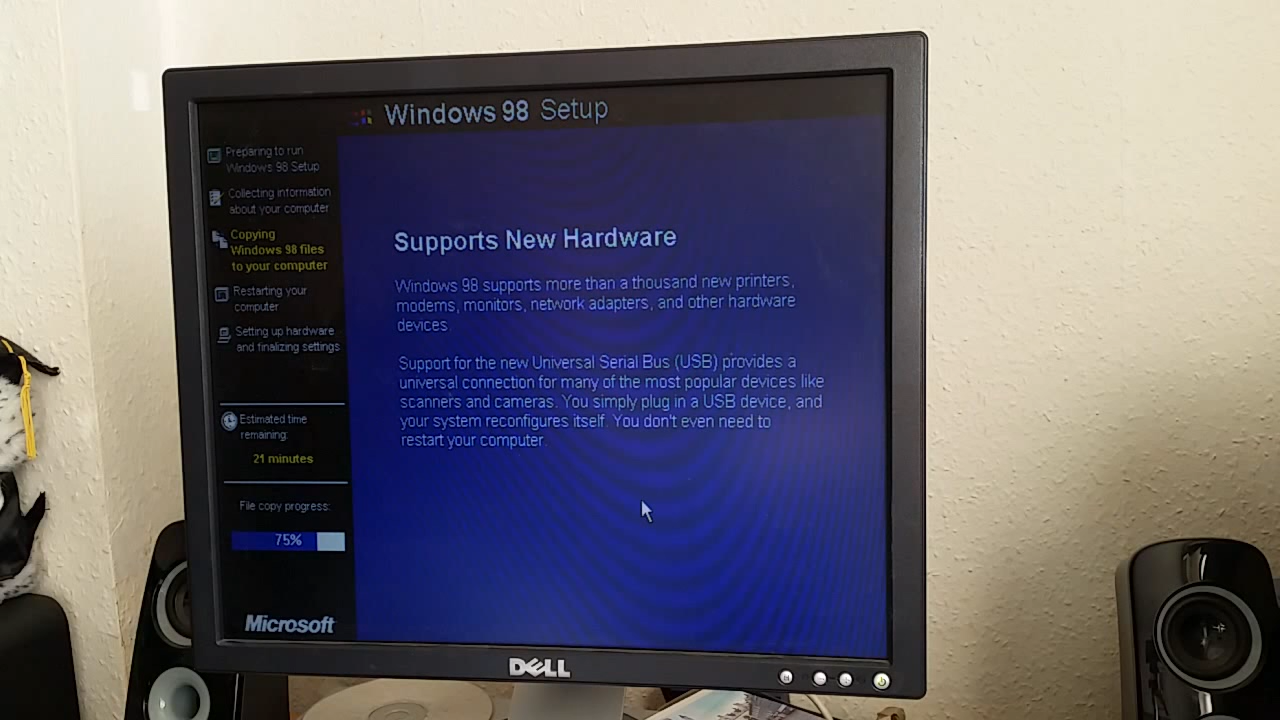 Windows 98 Setup
Preparing to run
Windows 98 Setup
Collecting information
about your computer
Copying
Windows 98 files
to your computer
Restarting your
computer
Setting up hardware
and finalizing settings
Estimated time
remaining:
21 minutes
File copy progress:
75%
Microsoft
Supports New Hardware
Windows 98 supports more than a thousand new printers,
modems, monitors, network adapters, and other hardware
devices.
Support for the new Universal Serial Bus (USB) provides a
universal connection for many of the most popular devices like
scanners and cameras. You simply plug in a USB device, and
your system reconfigures itself. You don't even need to
restart your computer.
DELL